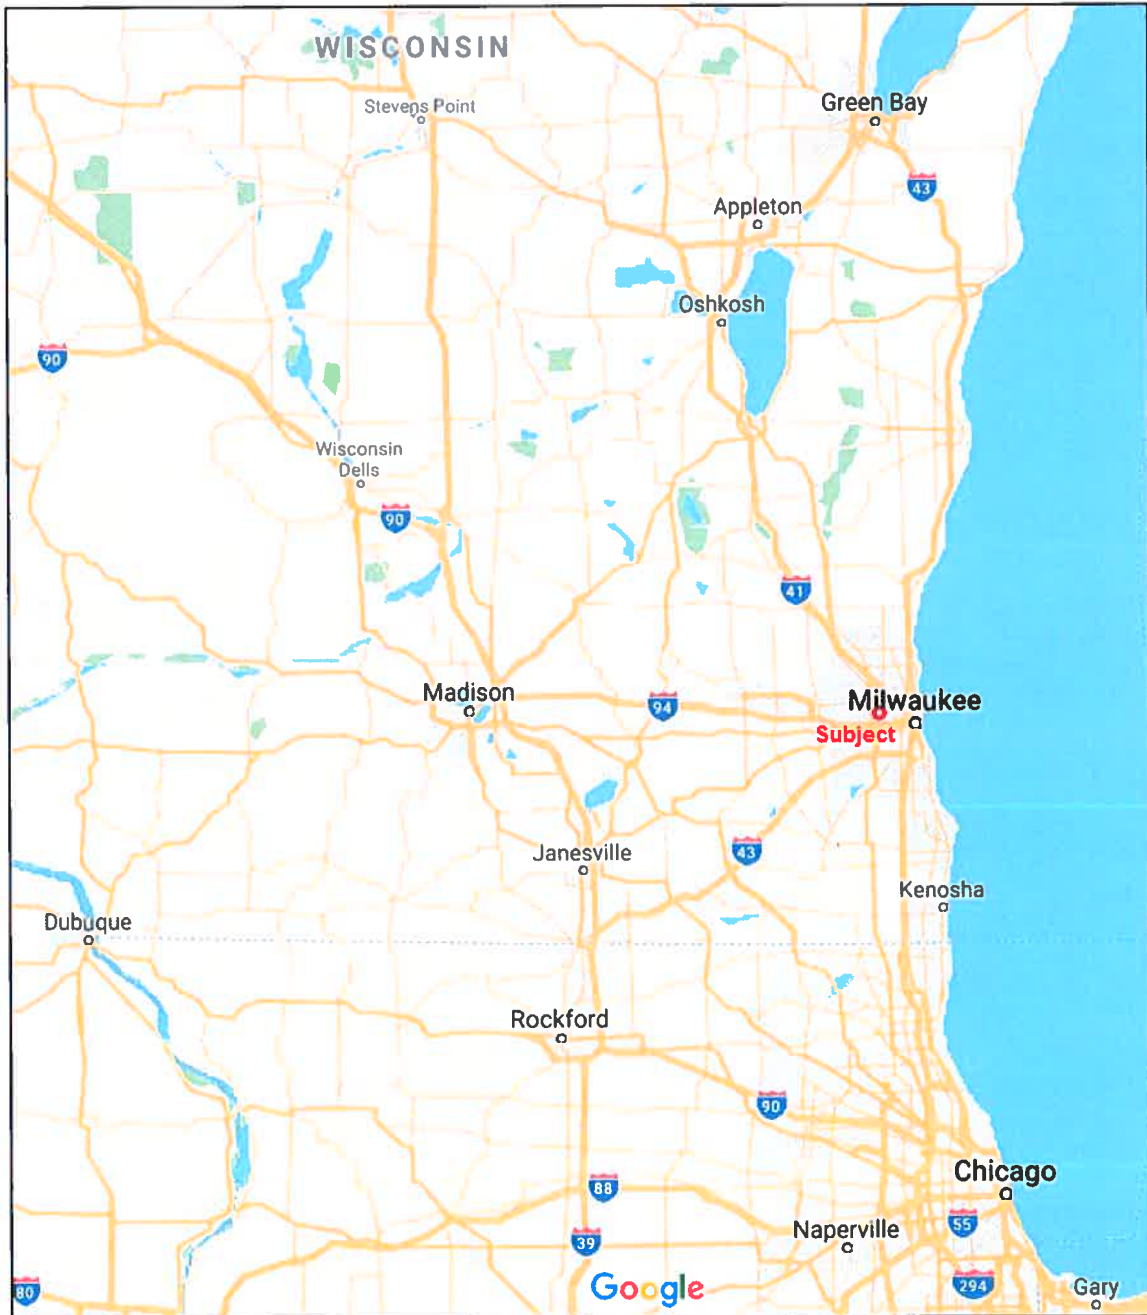 WISCONSIN
Stevens Point
Green Bay
43
Appleton
Oshkosh
90
Wisconsin
Dells
90
41
Madison
94
Milwaukee
Subject
Janesville
43
Kenosha
Dubuque
Rockford
90
Chicago
88
Naperville
55
39
Google
294
Gary
80